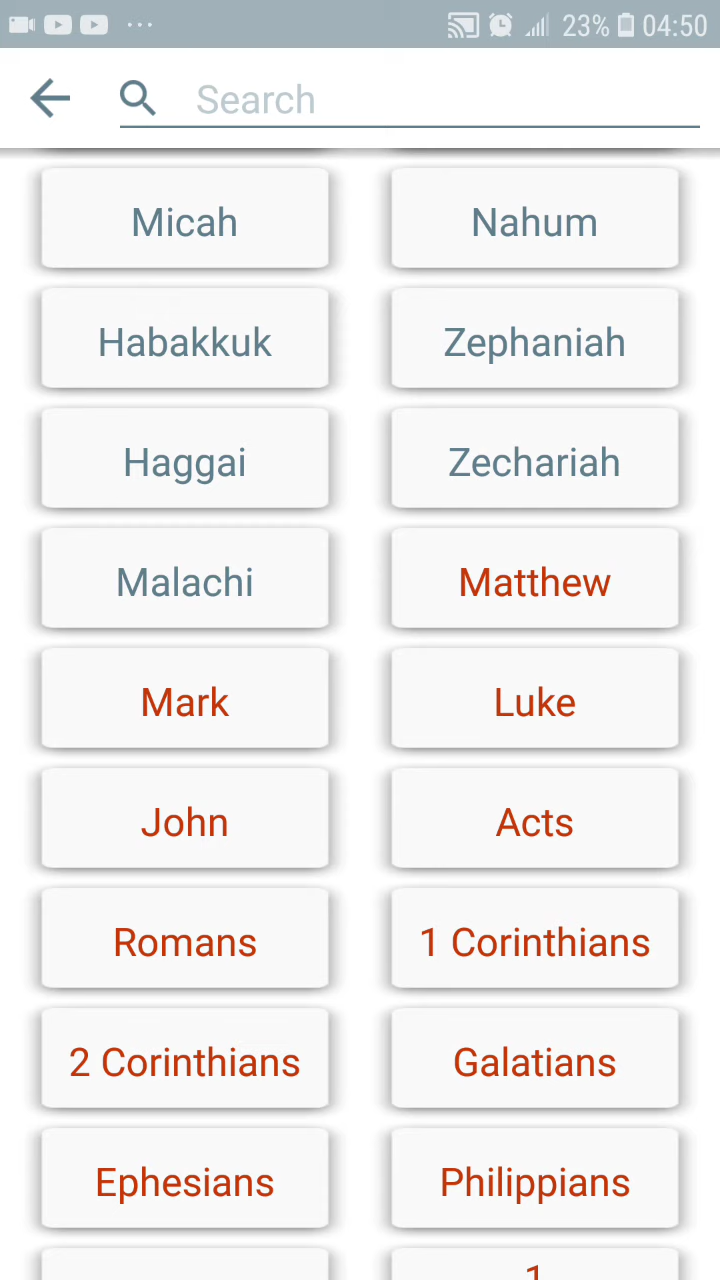 23% 04:50
Search
Micah Nahum
Habakkuk Zephaniah
Haggai Zechariah
Malachi Matthew
Mark Luke
John Acts
Romans 1 Corinthians
2 Corinthians Galatians
Ephesians Philippians
1